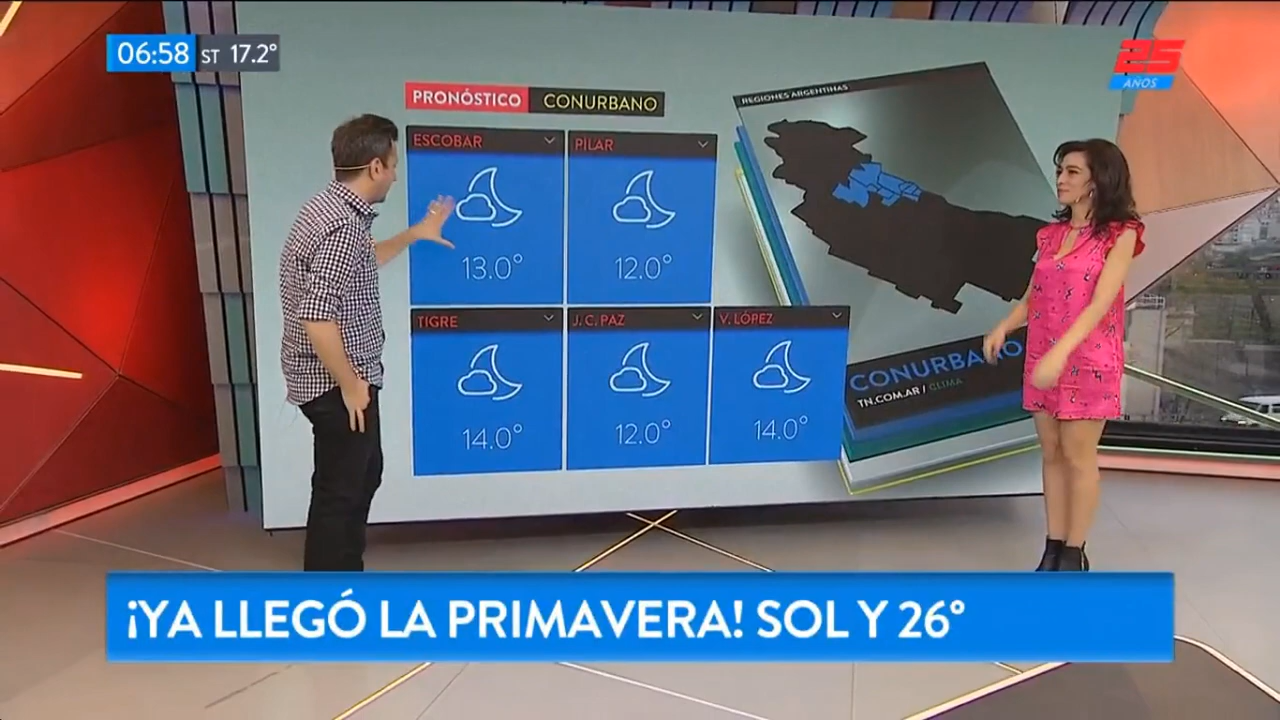 06:58 ST 17.2°
25
AÑOS
PRONÓSTICO CONURBANO
REGIONES ARGENTINAS
ESCOBAR
13.0°
PILAR
12.0°
TIGRE
14.0°
J. C. PAZ
12.0°
V. LÓPEZ
14.0°
CONURBANO
TN.COM.AR / CLIMA
¡YA LLEGÓ LA PRIMAVERA! SOL Y 26°